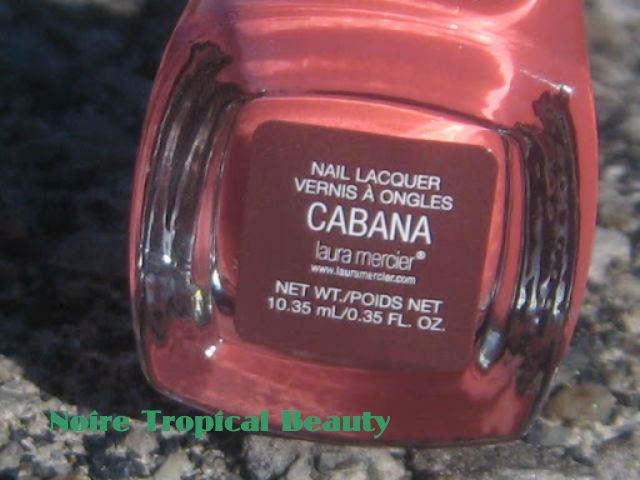 NAIL LACQUER
VERNIS À ONGLES
CABANA
laura mercier®
www.lauramercier.com
NET WT./POIDS NET
10.35 mL/0.35 FL. OZ.
Noire Tropical Beauty